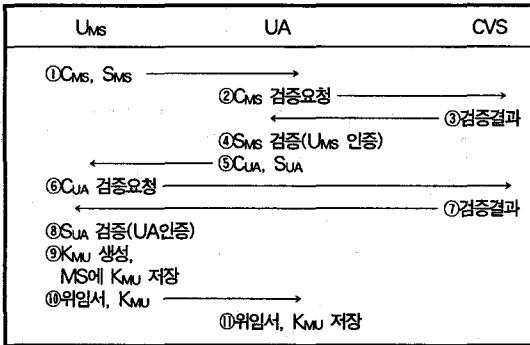 UMS UA CVS
①CMS, SMS
②CMS 검증요청
③검증결과
④SMS 검증(UMS 인증)
⑤CUA, SUA
⑥CUA 검증요청
⑦검증결과
⑧SUA 검증(UA인증)
⑨KMU 생성,
MS에 KMU 저장
⑩위임서, KMU
⑪위임서, KMU 저장